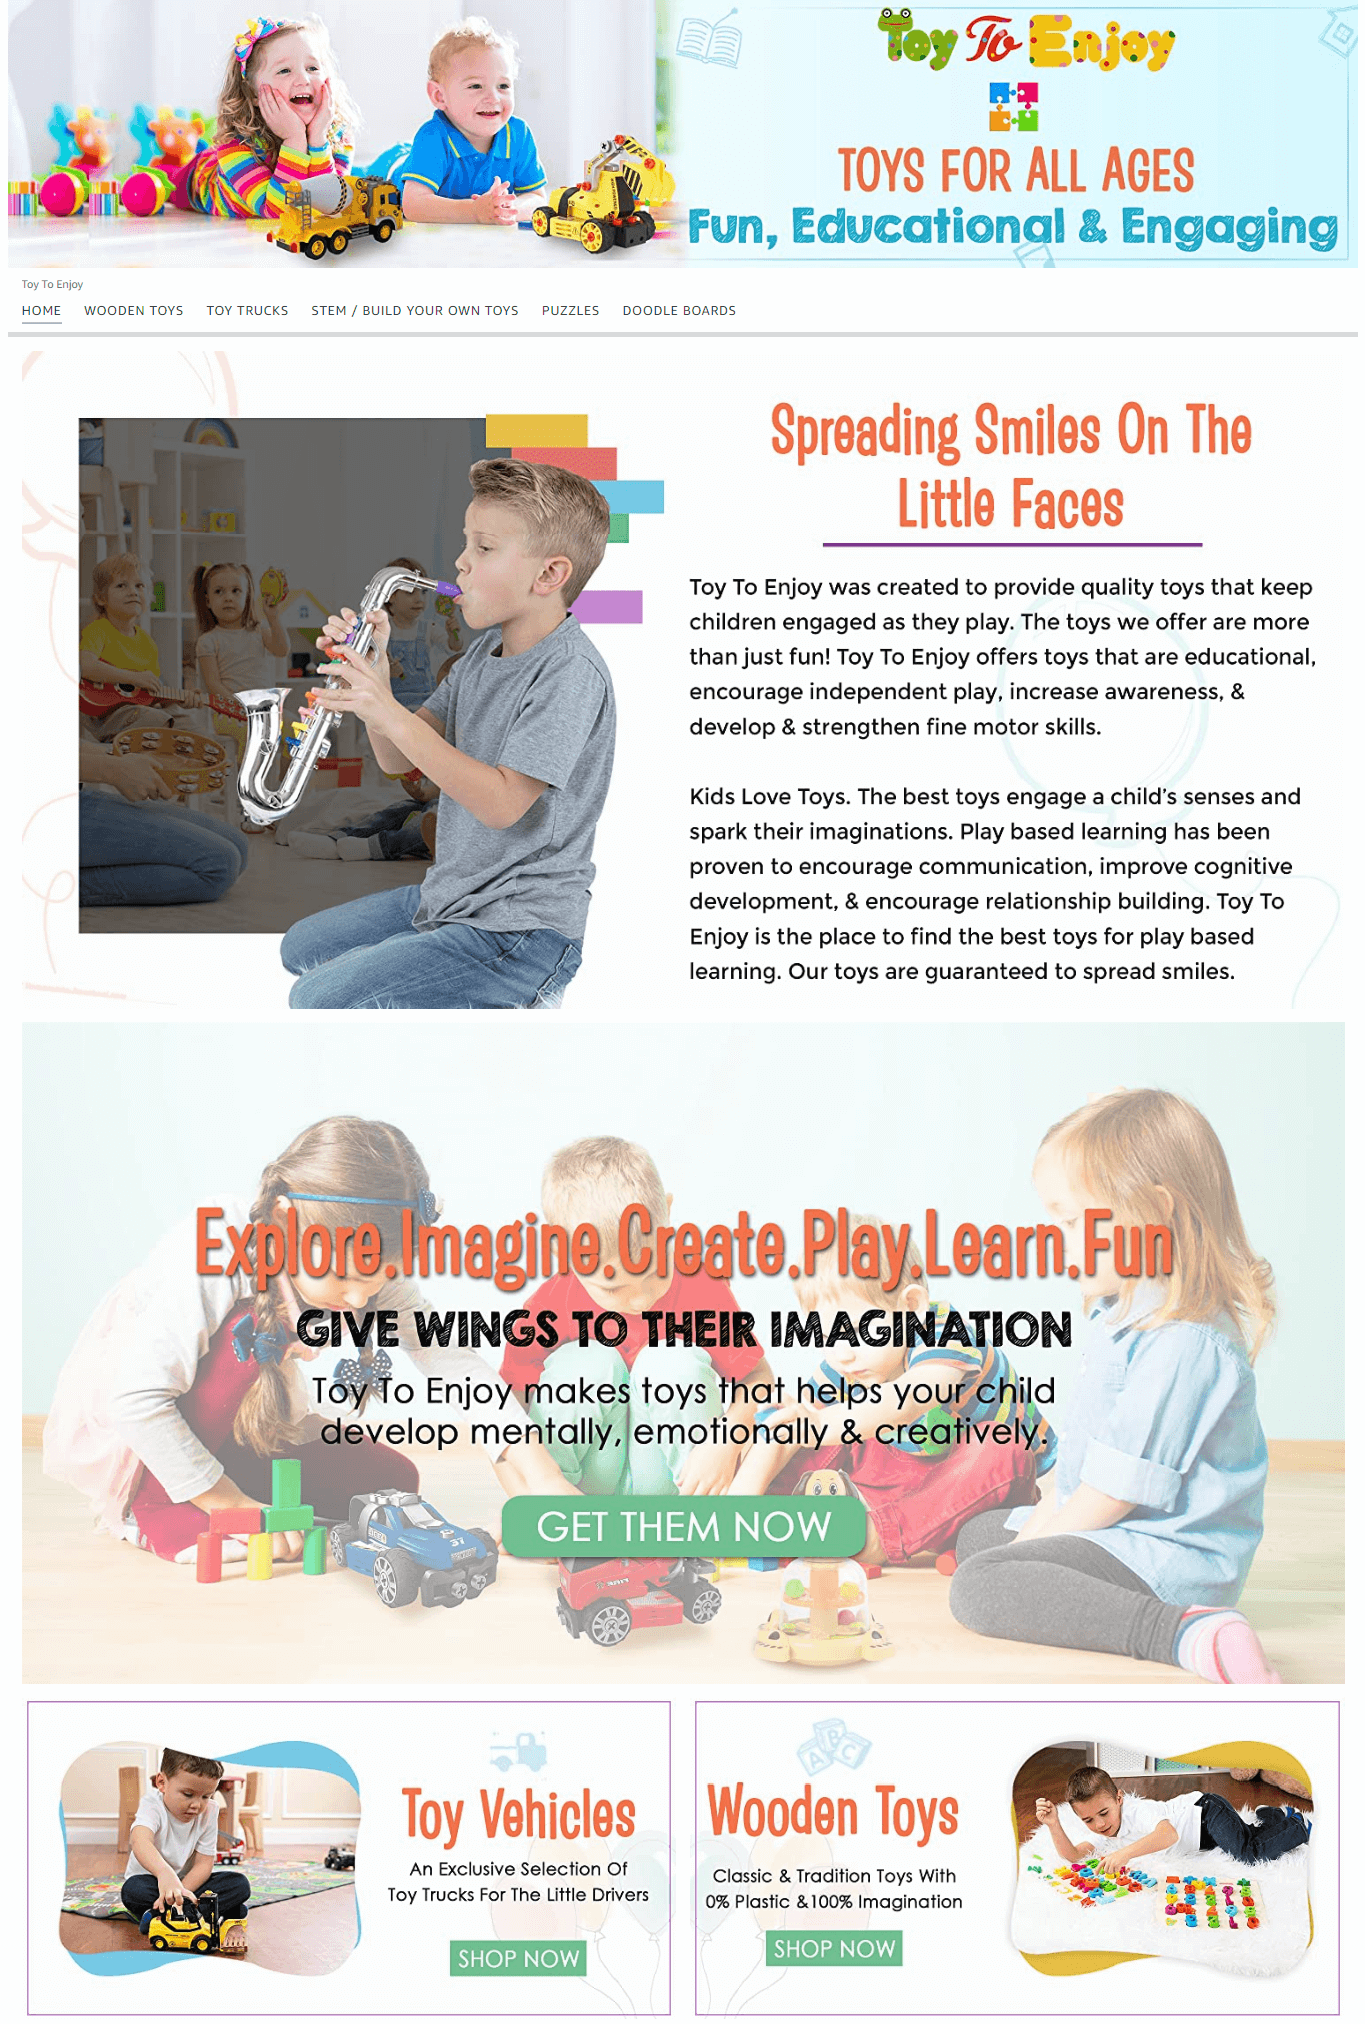 Toy To Enjoy
TOYS FOR ALL AGES
Fun, Educational & Engaging
Toy To Enjoy
HOME WOODEN TOYS TOY TRUCKS STEM / BUILD YOUR OWN TOYS PUZZLES DOODLE BOARDS
Spreading Smiles On The
Little Faces
Toy To Enjoy was created to provide quality toys that keep
children engaged as they play. The toys we offer are more
than just fun! Toy To Enjoy offers toys that are educational,
encourage independent play, increase awareness, &
develop & strengthen fine motor skills.
Kids Love Toys. The best toys engage a child's senses and
spark their imaginations. Play based learning has been
proven to encourage communication, improve cognitive
development, & encourage relationship building. Toy To
Enjoy is the place to find the best toys for play based
learning. Our toys are guaranteed to spread smiles.
Explore.Imagine.Create.Play.Learn.Fun
GIVE WINGS TO THEIR IMAGINATION
Toy To Enjoy makes toys that helps your child
develop mentally, emotionally & creatively.
GET THEM NOW
37
Toy Vehicles
An Exclusive Selection Of
Toy Trucks For The Little Drivers
SHOP NOW
A B C
Wooden Toys
Classic & Tradition Toys With
0% Plastic &100% Imagination
SHOP NOW